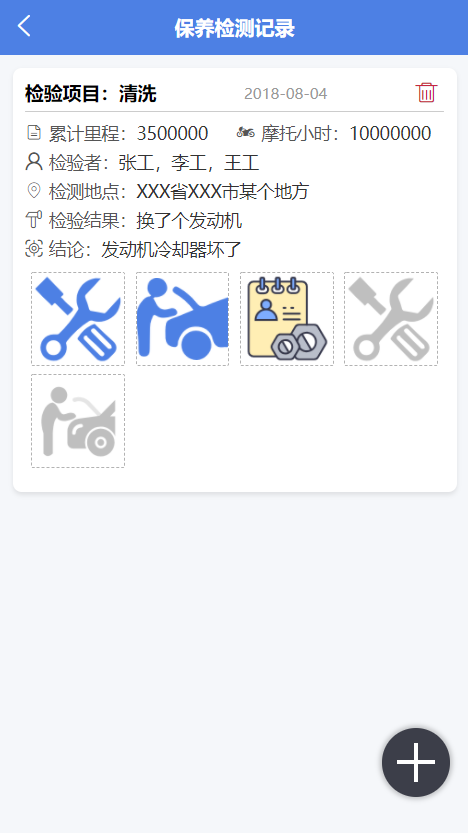 保养检测记录
检验项目：清洗 2018-08-04
累计里程：3500000 摩托小时：10000000
检验者：张工，李工，王工
检测地点：XXX省XXX市某个地方
检验结果：换了个发动机
结论：发动机冷却器坏了